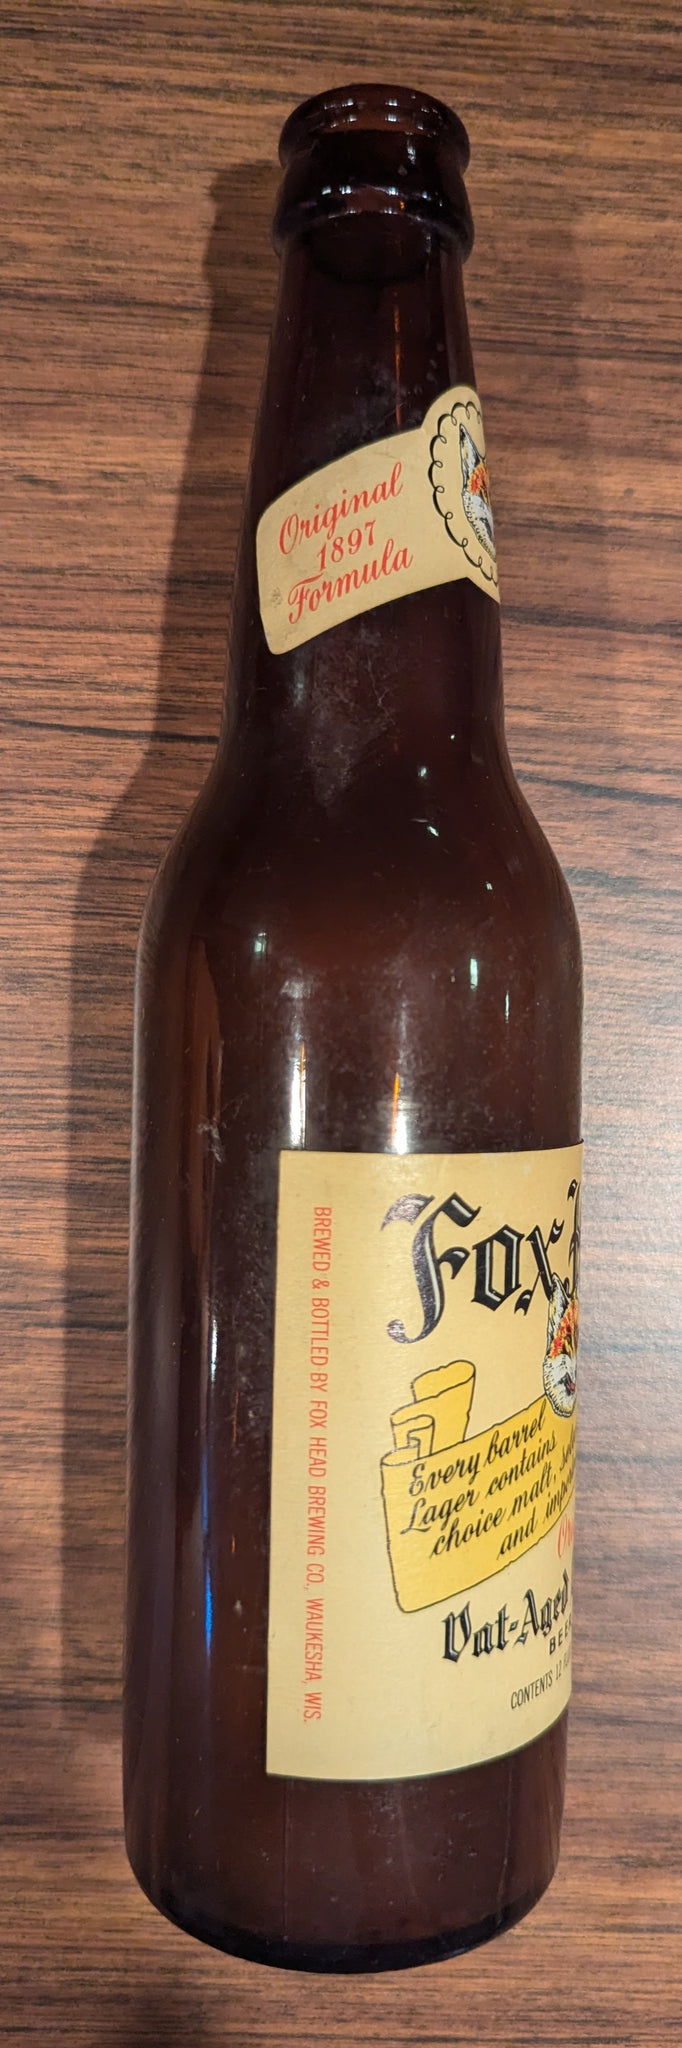 Original
1897
Formula
Fox
BREWED & BOTTLED BY FOX HEAD BREWING CO., WAUKESHA, WIS.
Every barrel
Lager contains
choice malt,
and
Vat-Aged
CONTENTS 12